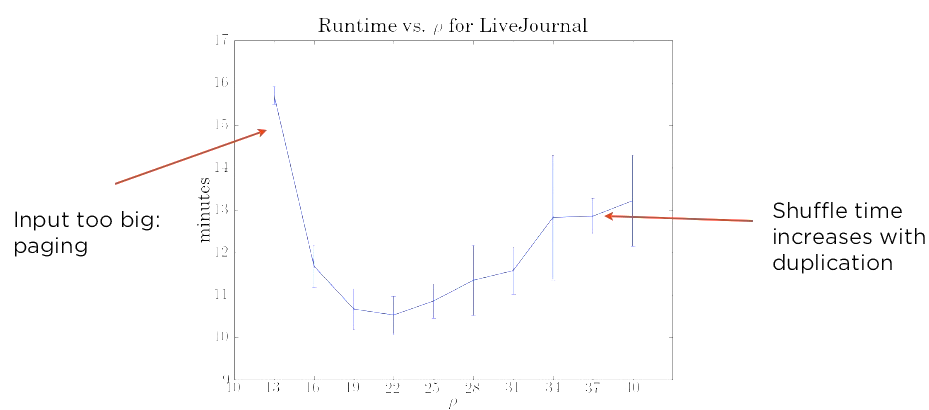 Runtime vs. ρ for LiveJournal
17
16
15
14
13
12
11
10
9
minutes
10 13 16 19 22 25 28 31 34 37 40
ρ
Input too big:
paging
Shuffle time
increases with
duplication